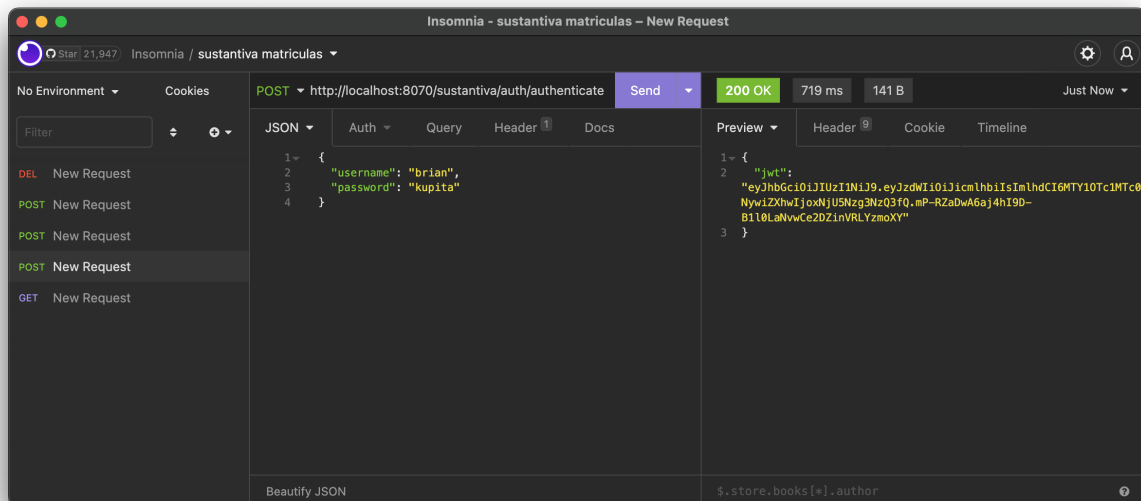 Insomnia - sustantiva matriculas – New Request
Star 21,947 Insomnia / sustantiva matriculas
No Environment Cookies
POST http://localhost:8070/sustantiva/auth/authenticate Send
200 OK 719 ms 141 B Just Now
Filter
JSON Auth Query Header 1 Docs
Preview Header 9 Cookie Timeline
DEL New Request
POST New Request
POST New Request
POST New Request
GET New Request
1 {
2 "username": "brian",
3 "password": "kupita"
4 }
1 {
2 "jwt":
"eyJhbGciOiJIUzI1NiJ9.eyJzdWIiOiJicmlhbiIsImlhdCI6MTY1OTc1MTc0
NywiZXhwIjoxNjU5Nzg3NzQ3fQ.mP-RZaDwA6aj4hI9D-
B1l0LaNvwCe2DZinVRLYzmoXY"
3 }
Beautify JSON
$.store.books[*].author